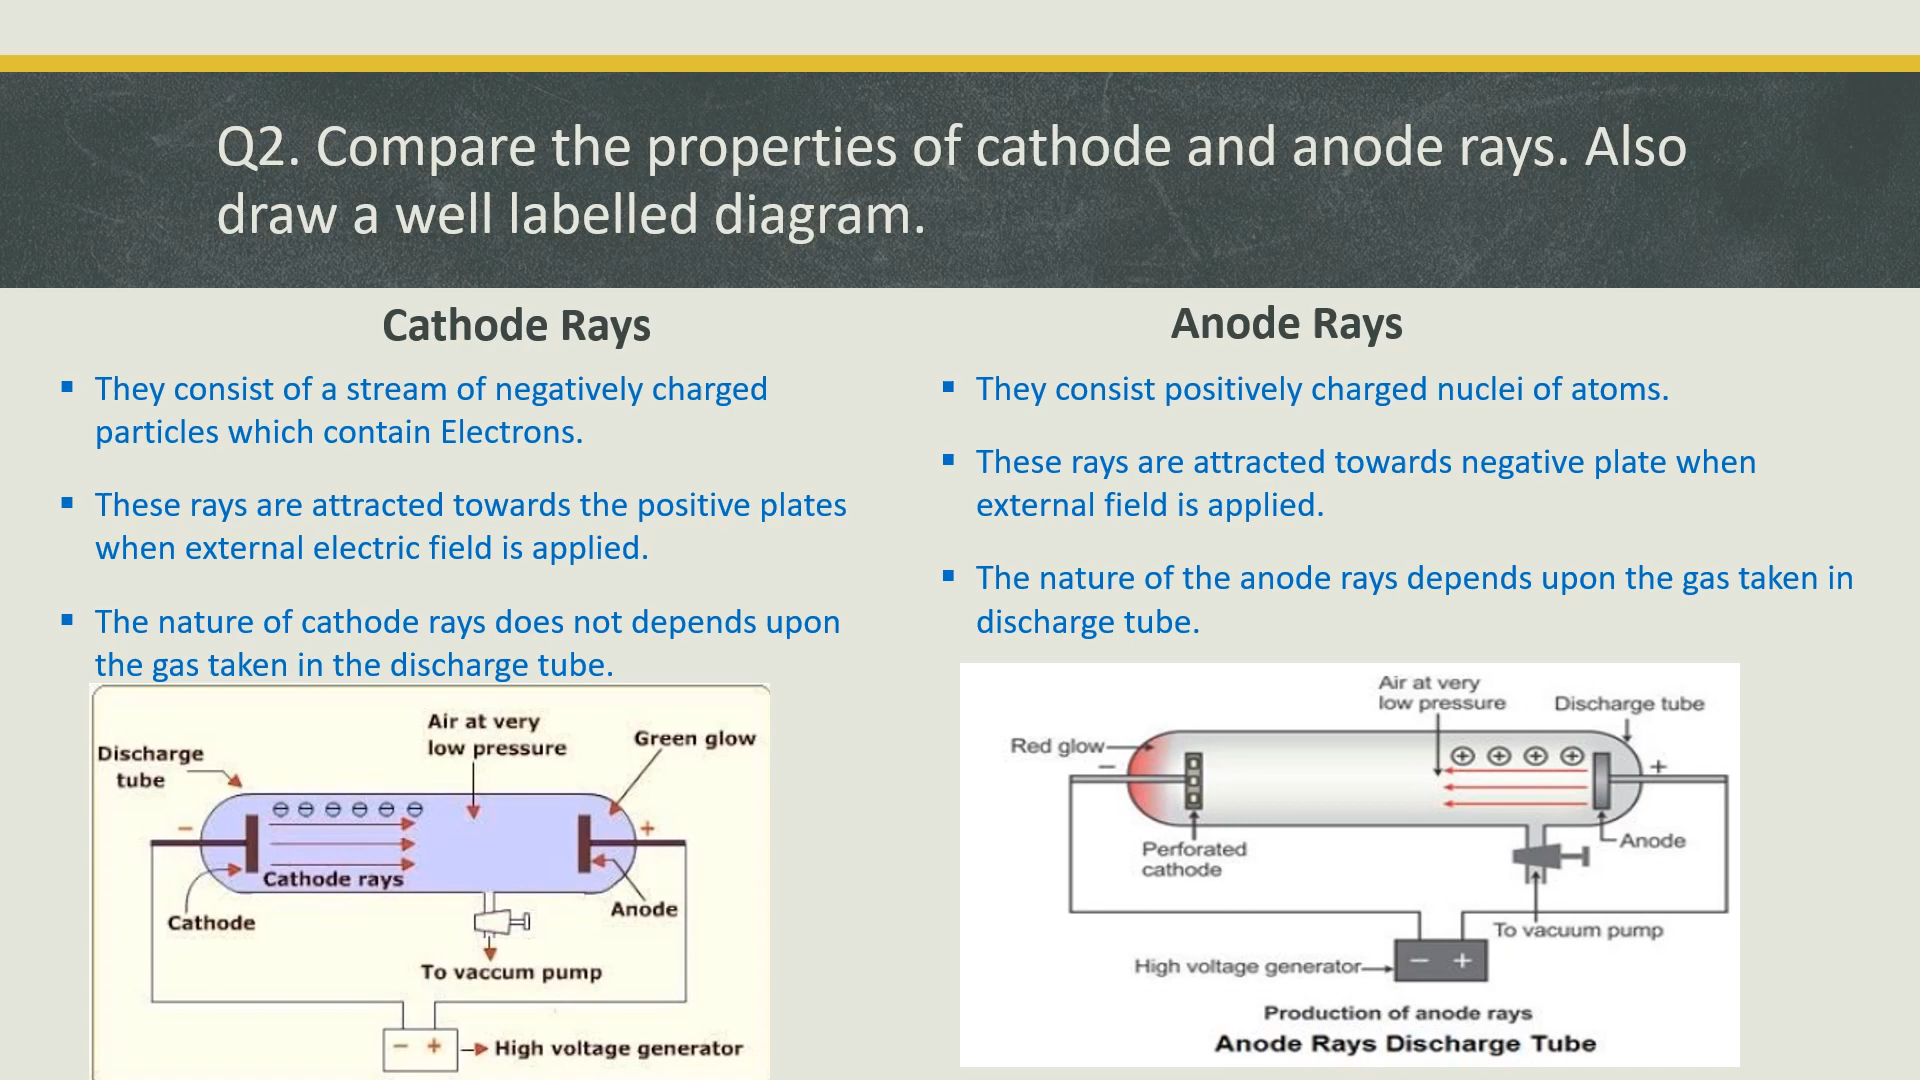 Q2. Compare the properties of cathode and anode rays. Also
draw a well labelled diagram.
Cathode Rays
▪ They consist of a stream of negatively charged
particles which contain Electrons.
▪ These rays are attracted towards the positive plates
when external electric field is applied.
▪ The nature of cathode rays does not depends upon
the gas taken in the discharge tube.
Discharge
tube
Air at very
low pressure
Green glow
−
+
Cathode rays
Cathode
Anode
To vaccum pump
− +
High voltage generator
Anode Rays
▪ They consist positively charged nuclei of atoms.
▪ These rays are attracted towards negative plate when
external field is applied.
▪ The nature of the anode rays depends upon the gas taken in
discharge tube.
Air at very
low pressure
Discharge tube
Red glow
−
+
Perforated
cathode
Anode
To vacuum pump
High voltage generator
− +
Production of anode rays
Anode Rays Discharge Tube